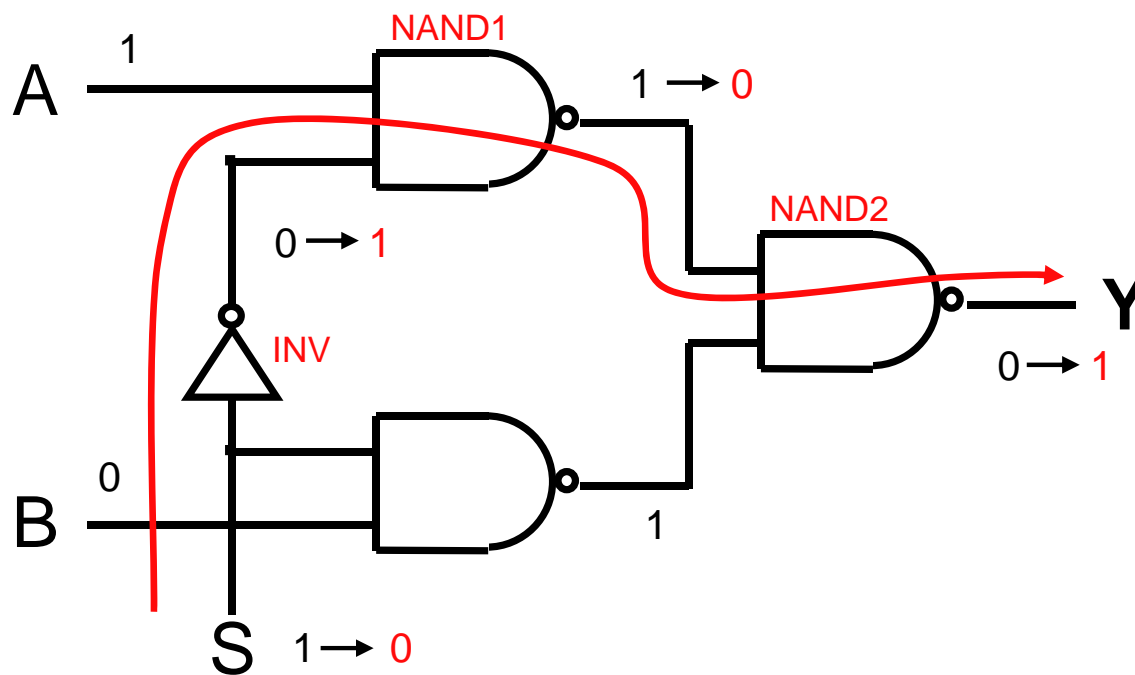 NAND1
1
A
1 → 0
NAND2
0 → 1
Y
INV
0 → 1
0
B
1
S
1 → 0